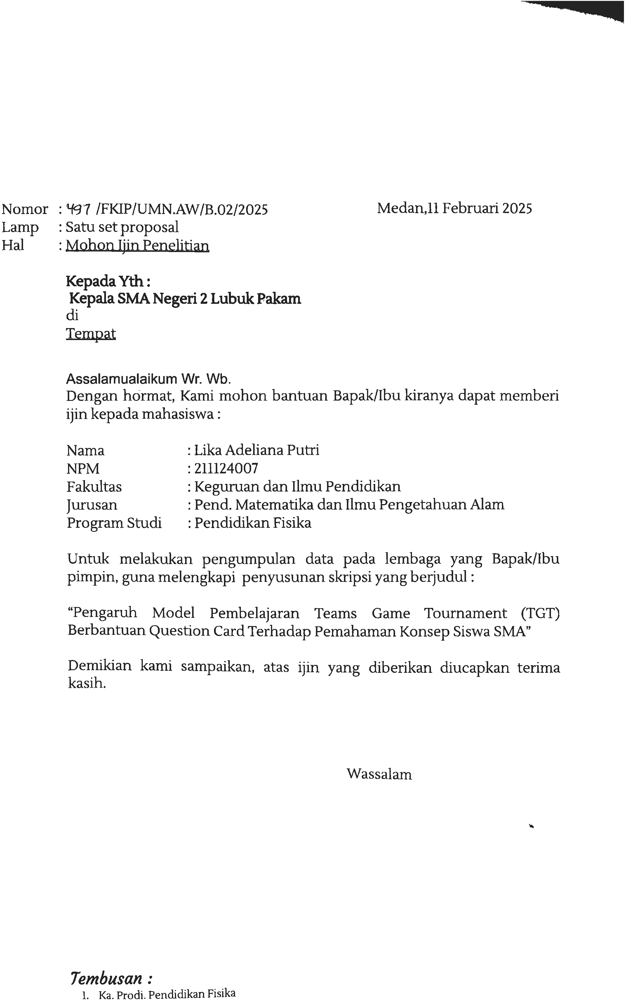 Nomor : 497 /FKIP/UMN.AW/B.02/2025 Medan,11 Februari 2025
Lamp : Satu set proposal
Hal : Mohon Ijin Penelitian
Kepada Yth :
Kepala SMA Negeri 2 Lubuk Pakam
di
Tempat
Assalamualaikum Wr. Wb.
Dengan hormat, Kami mohon bantuan Bapak/Ibu kiranya dapat memberi
ijin kepada mahasiswa :
Nama : Lika Adeliana Putri
NPM : 211124007
Fakultas : Keguruan dan Ilmu Pendidikan
Jurusan : Pend. Matematika dan Ilmu Pengetahuan Alam
Program Studi : Pendidikan Fisika
Untuk melakukan pengumpulan data pada lembaga yang Bapak/Ibu
pimpin, guna melengkapi penyusunan skripsi yang berjudul :
“Pengaruh Model Pembelajaran Teams Game Tournament (TGT)
Berbantuan Question Card Terhadap Pemahaman Konsep Siswa SMA”
Demikian kami sampaikan, atas ijin yang diberikan diucapkan terima
kasih.
Wassalam
Tembusan :
1. Ka. Prodi. Pendidikan Fisika